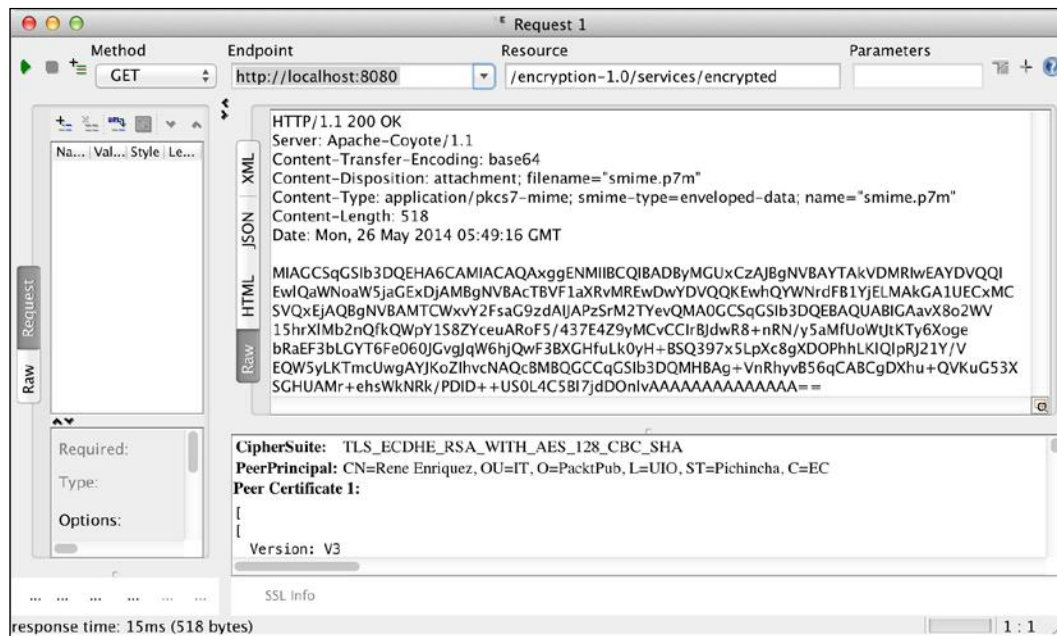 Request 1
Method
Endpoint
Resource
Parameters
GET
http://localhost:8080
/encryption-1.0/services/encrypted
Na... Val... Style Le...
Request
Raw
XML
JSON
HTML
Raw
HTTP/1.1 200 OK
Server: Apache-Coyote/1.1
Content-Transfer-Encoding: base64
Content-Disposition: attachment; filename="smime.p7m"
Content-Type: application/pkcs7-mime; smime-type=enveloped-data; name="smime.p7m"
Content-Length: 518
Date: Mon, 26 May 2014 05:49:16 GMT
MIAGCSqGSIb3DQEHA6CAMIACAQAxggENMIIBCQIBADByMGUxCzAJBgNVBAYTAkVDMRIwEAYDVQQI
EwlQaWNoaW5jaGExDjAMBgNVBAcTBVF1aXRvMREwDwYDVQQKEwhQYWNrdFB1YjELMAkGA1UECxMC
SVQxEjAQBgNVBAMTCWxvY2FsaG9zdAIJAPzSrM2TYevQMA0GCSqGSIb3DQEBAQUABIGAavX8o2WV
15hrXlMb2nQfkQWpY1S8ZYceuARoF5/437E4Z9yMCvCCIrBJdwR8+nRN/y5aMfUoWtJtKTy6Xoge
bRaEF3bLGYT6Fe060JGvgJqW6hjQwF3BXGHfuLk0yH+BSQ397x5LpXc8gXDOPhhLKlQIpRJ21Y/V
EQW5yLKTmcUwgAYJKoZIhvcNAQcBMBQGCCqGSIb3DQMHBAg+VnRhyvB56qCABCgDXhu+QVKuG53X
SGHUAMr+ehsWkNRk/PDID++US0L4C5BI7jdDOnlvAAAAAAAAAAAAAA==
Required:
Type:
Options:
CipherSuite: TLS_ECDHE_RSA_WITH_AES_128_CBC_SHA
PeerPrincipal: CN=Rene Enriquez, OU=IT, O=PacktPub, L=UIO, ST=Pichincha, C=EC
Peer Certificate 1:
[
[
Version: V3
... ... ... ... ... ...
SSL Info
response time: 15ms (518 bytes)
1 : 1